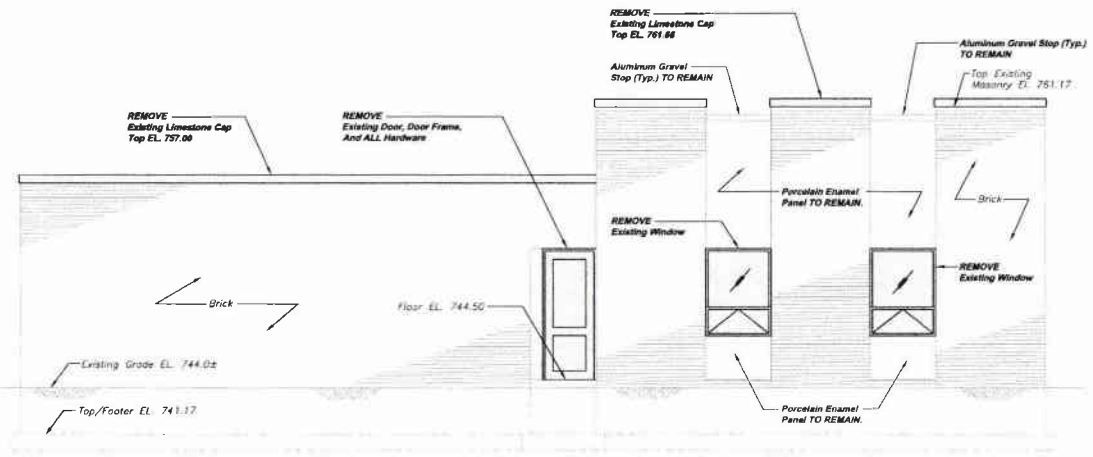 REMOVE
Existing Limestone Cap
Top EL. 761.66
Aluminum Gravel Stop (Typ.)
TO REMAIN
Aluminum Gravel
Stop (Typ.) TO REMAIN
Top Existing
Masonry EL. 761.17
REMOVE
Existing Limestone Cap
Top EL. 757.00
REMOVE
Existing Door, Door Frame,
And ALL Hardware
Porcelain Enamel
Panel TO REMAIN.
Brick
REMOVE
Existing Window
REMOVE
Existing Window
Brick
Floor EL. 744.50
Existing Grade EL. 744.0±
Top/Footer EL. 741.17
Porcelain Enamel
Panel TO REMAIN.